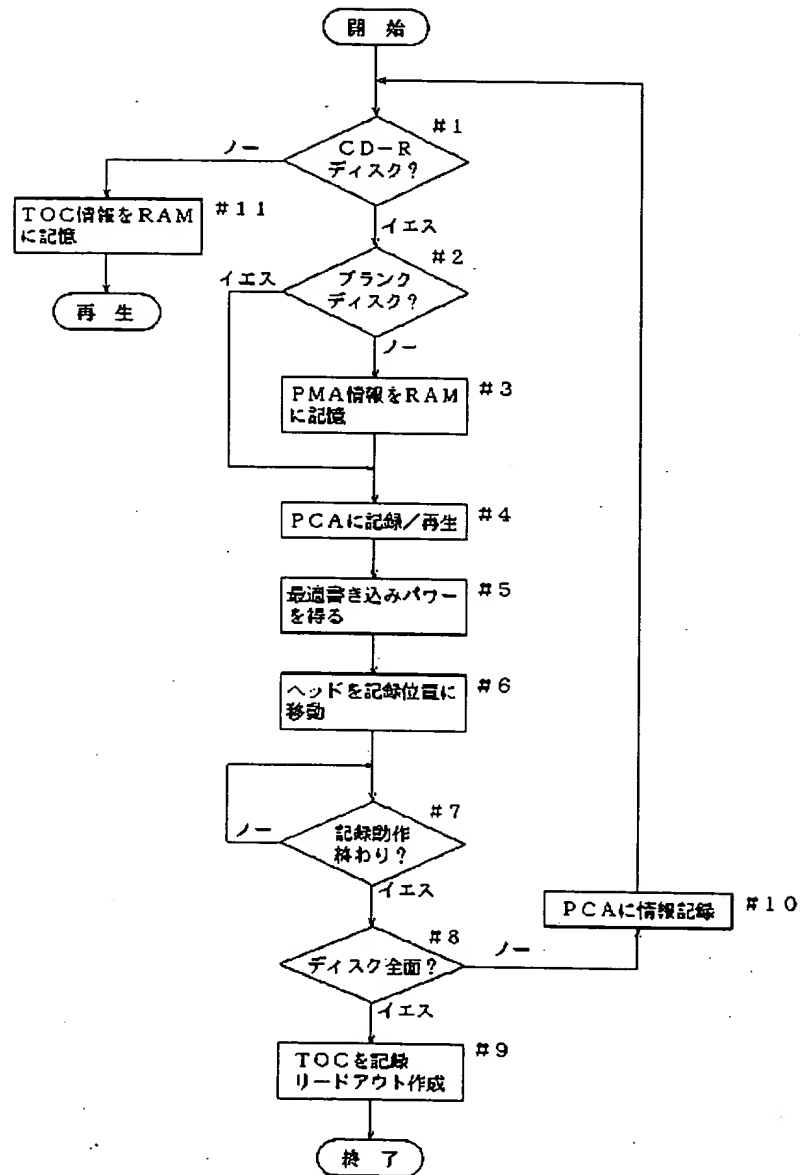 開 始
#1
CD-R
ディスク?
ノー
イエス
#11
TOC情報をRAM
に記憶
再 生
#2
ブランク
ディスク?
イエス
ノー
#3
PMA情報をRAM
に記憶
#4
PCAに記録/再生
#5
最適書き込みパワー
を得る
#6
ヘッドを記録位置に
移動
#7
記録動作
終わり?
ノー
イエス
#8
ディスク全面?
ノー
イエス
#10
PCAに情報記録
#9
TOCを記録
リードアウト作成
終 了